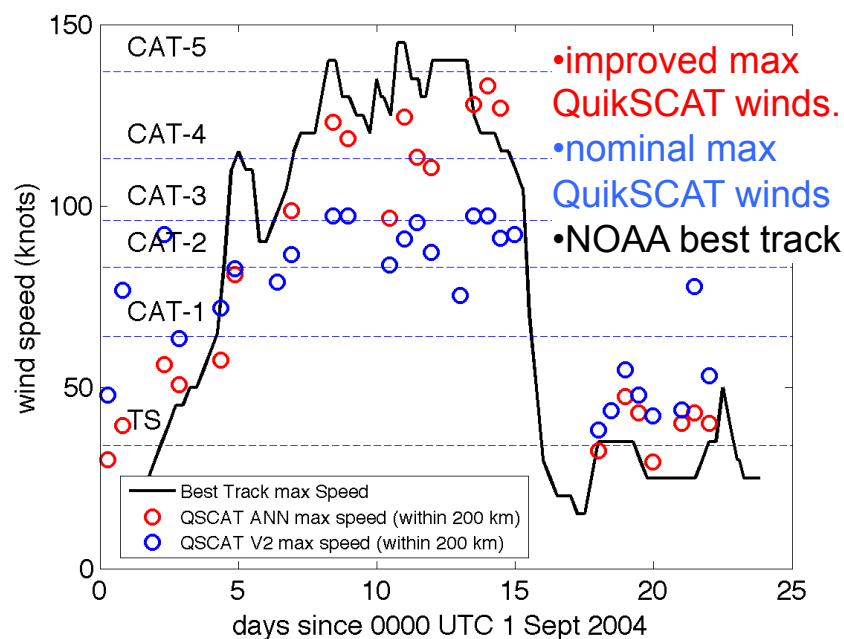 150
100
50
0
wind speed (knots)
CAT-5
CAT-4
CAT-3
CAT-2
CAT-1
TS
•improved max
QuikSCAT winds.
•nominal max
QuikSCAT winds
•NOAA best track
Best Track max Speed
QSCAT ANN max speed (within 200 km)
QSCAT V2 max speed (within 200 km)
0 5 10 15 20 25
days since 0000 UTC 1 Sept 2004